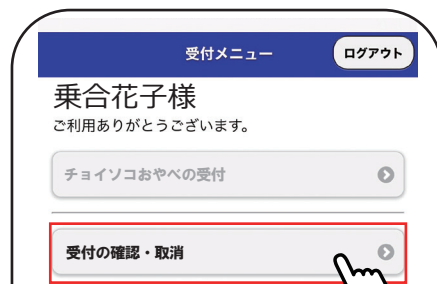 受付メニュー
ログアウト
乗合花子様
ご利用ありがとうございます。
チョイソコおやべの受付
受付の確認・取消